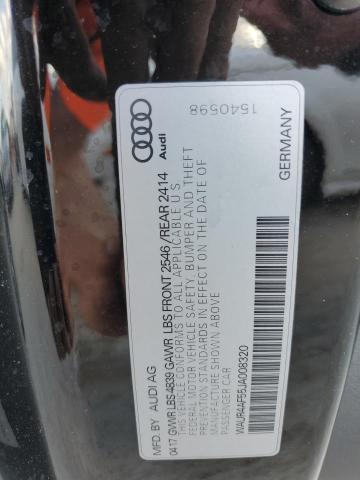 1540598
Audi
GERMANY
MFD BY AUDI AG
04 17 GWWR LBS 4839 GAWR LBS FRONT 2546 /REAR 2414
THIS VEHICLE CONFORMS TO ALL APPLICABLE U.S.
FEDERAL MOTOR VEHICLE SAFETY, BUMPER AND THEFT
PREVENTION STANDARDS IN EFFECT ON THE DATE OF
MANUFACTURE SHOWN ABOVE
PASSENGER CAR
WAUR4AF55JA008320